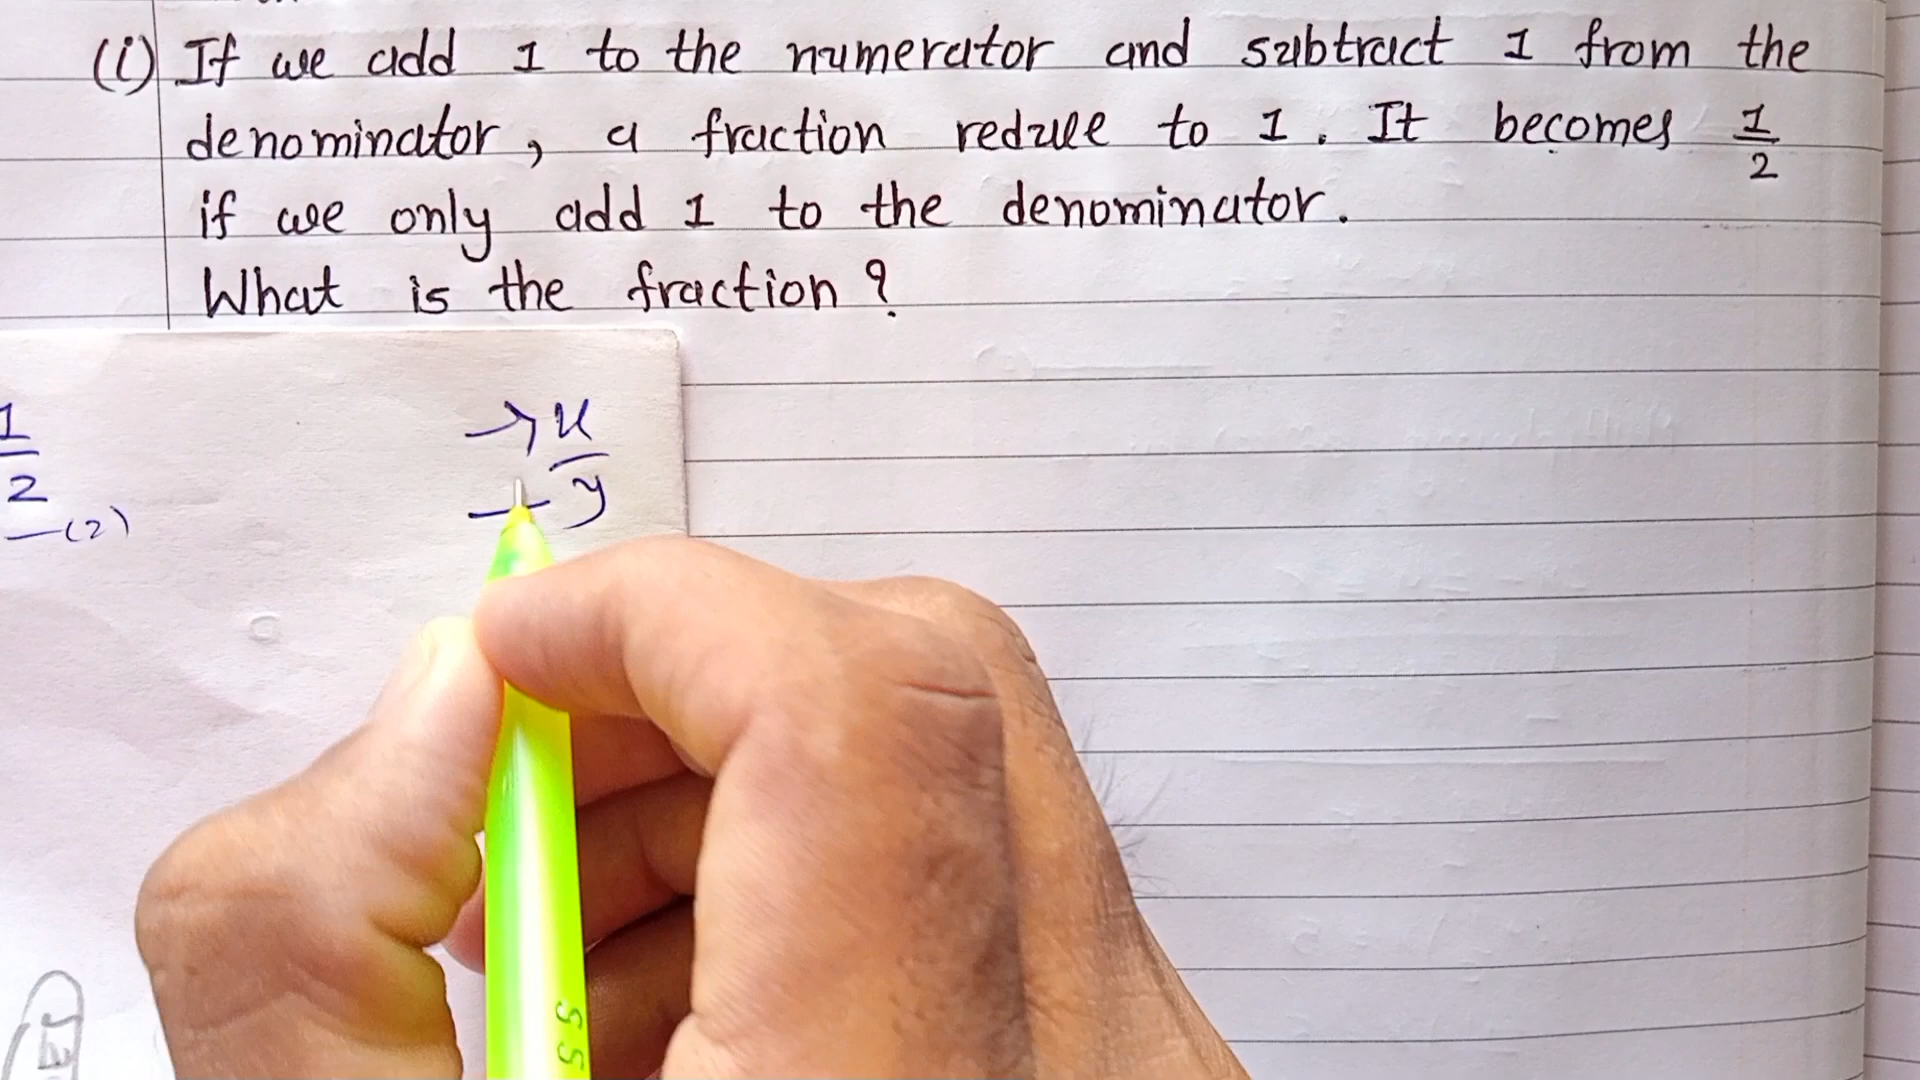 (i) If we add 1 to the numerator and subtract 1 from the
denominator, a fraction reduce to 1. It becomes 1/2
if we only add 1 to the denominator.
What is the fraction?
1/2
—(2)
→ x/y